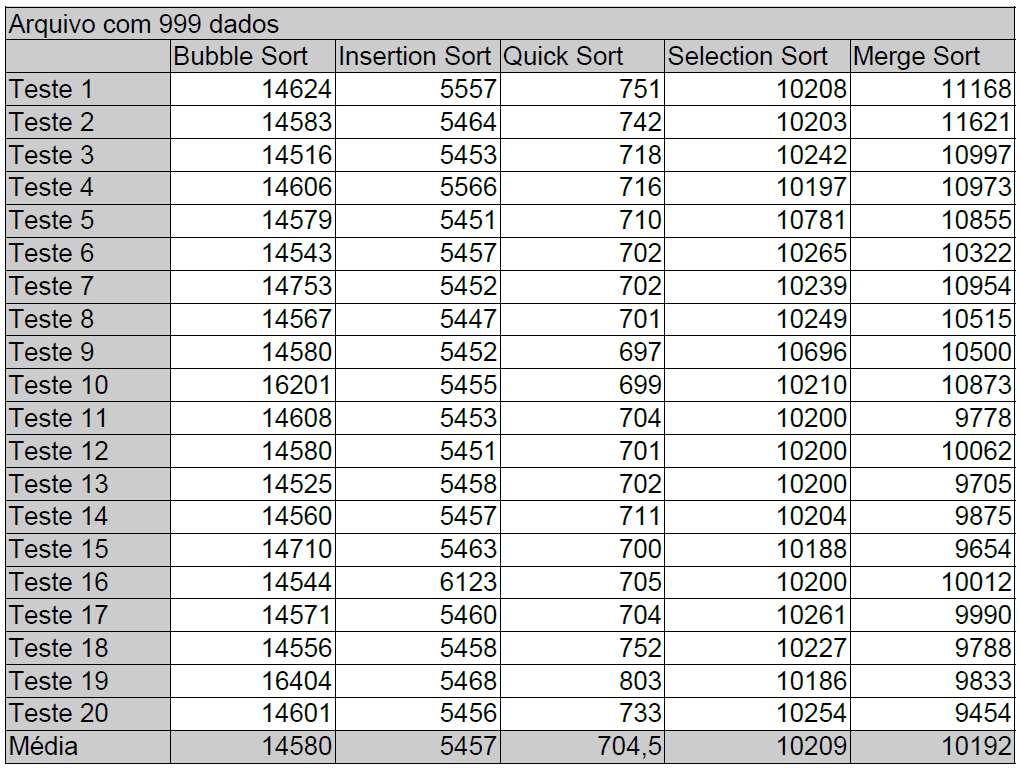 Arquivo com 999 dados
Bubble Sort Insertion Sort Quick Sort Selection Sort Merge Sort
Teste 1 14624 5557 751 10208 11168
Teste 2 14583 5464 742 10203 11621
Teste 3 14516 5453 718 10242 10997
Teste 4 14606 5566 716 10197 10973
Teste 5 14579 5451 710 10781 10855
Teste 6 14543 5457 702 10265 10322
Teste 7 14753 5452 702 10239 10954
Teste 8 14567 5447 701 10249 10515
Teste 9 14580 5452 697 10696 10500
Teste 10 16201 5455 699 10210 10873
Teste 11 14608 5453 704 10200 9778
Teste 12 14580 5451 701 10200 10062
Teste 13 14525 5458 702 10200 9705
Teste 14 14560 5457 711 10204 9875
Teste 15 14710 5463 700 10188 9654
Teste 16 14544 6123 705 10200 10012
Teste 17 14571 5460 704 10261 9990
Teste 18 14556 5458 752 10227 9788
Teste 19 16404 5468 803 10186 9833
Teste 20 14601 5456 733 10254 9454
Média 14580 5457 704,5 10209 10192